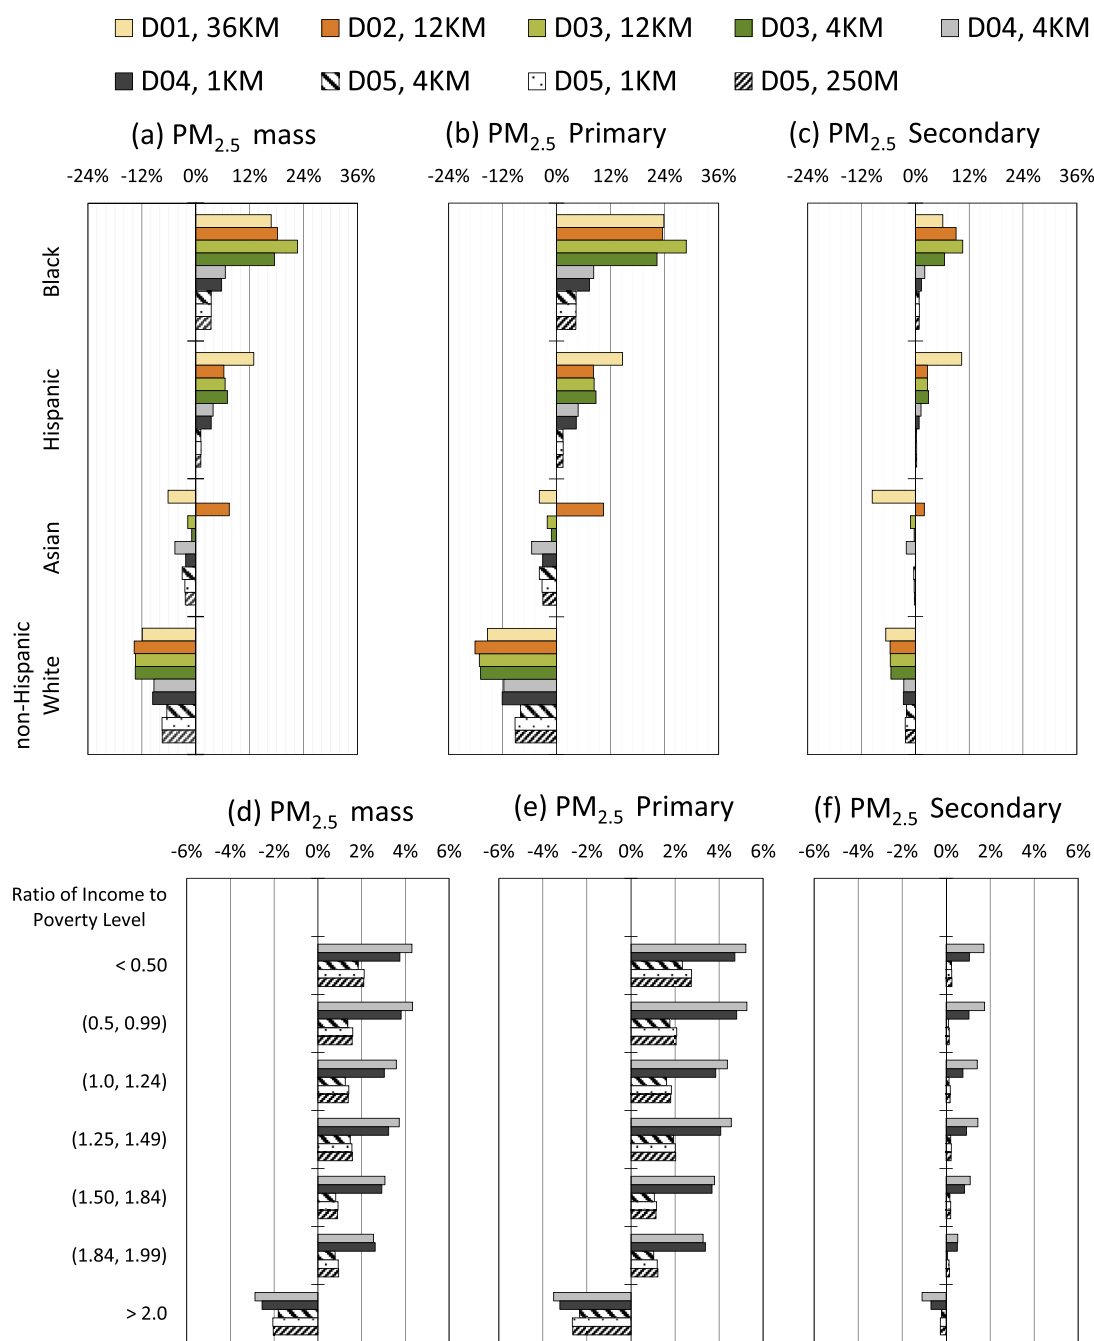 D01, 36KM D02, 12KM D03, 12KM D03, 4KM D04, 4KM
D04, 1KM D05, 4KM D05, 1KM D05, 250M
(a) PM2.5 mass (b) PM2.5 Primary (c) PM2.5 Secondary
-24% -12% 0% 12% 24% 36% -24% -12% 0% 12% 24% 36% -24% -12% 0% 12% 24% 36%
Black
Hispanic
Asian
non-Hispanic
White
(d) PM2.5 mass (e) PM2.5 Primary (f) PM2.5 Secondary
-6% -4% -2% 0% 2% 4% 6% -6% -4% -2% 0% 2% 4% 6% -6% -4% -2% 0% 2% 4% 6%
Ratio of Income to
Poverty Level
< 0.50
(0.5, 0.99)
(1.0, 1.24)
(1.25, 1.49)
(1.50, 1.84)
(1.84, 1.99)
> 2.0